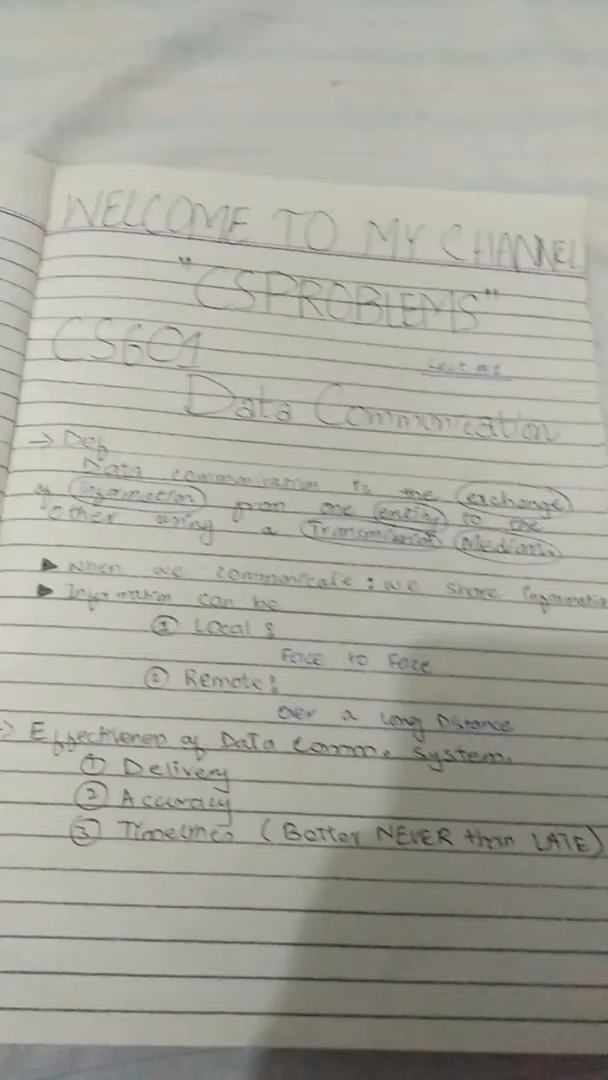 WELCOME TO MY CHANNEL
"CSPROBLEMS"
CS601
Data Communication
→ Def
Data communication is the exchange
of information from one entity to the
other using a Transmission Medium.
▶ When we communicate : we share Information
▶ Information can be
① Local :
Face to Face
② Remote :
over a long Distance
→ Effectiveness of Data Comm. System.
① Delivery
② Accuracy
③ Timeliness (Better NEVER than LATE)